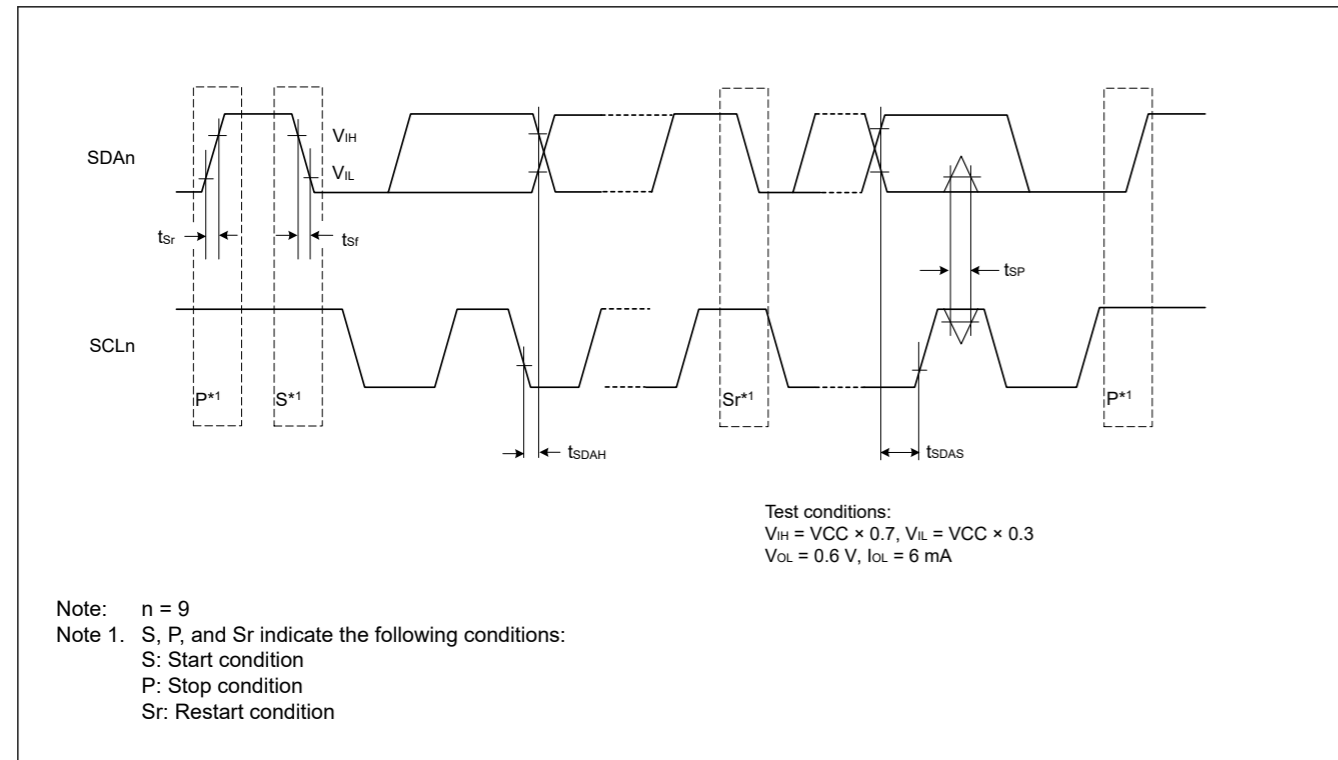 SDAn
VIH
VIL
tSr
tSf
tSP
SCLn
P*1
S*1
Sr*1
P*1
tSDAH
tSDAS
Test conditions:
VIH = VCC × 0.7, VIL = VCC × 0.3
VOL = 0.6 V, IOL = 6 mA
Note: n = 9
Note 1. S, P, and Sr indicate the following conditions:
S: Start condition
P: Stop condition
Sr: Restart condition